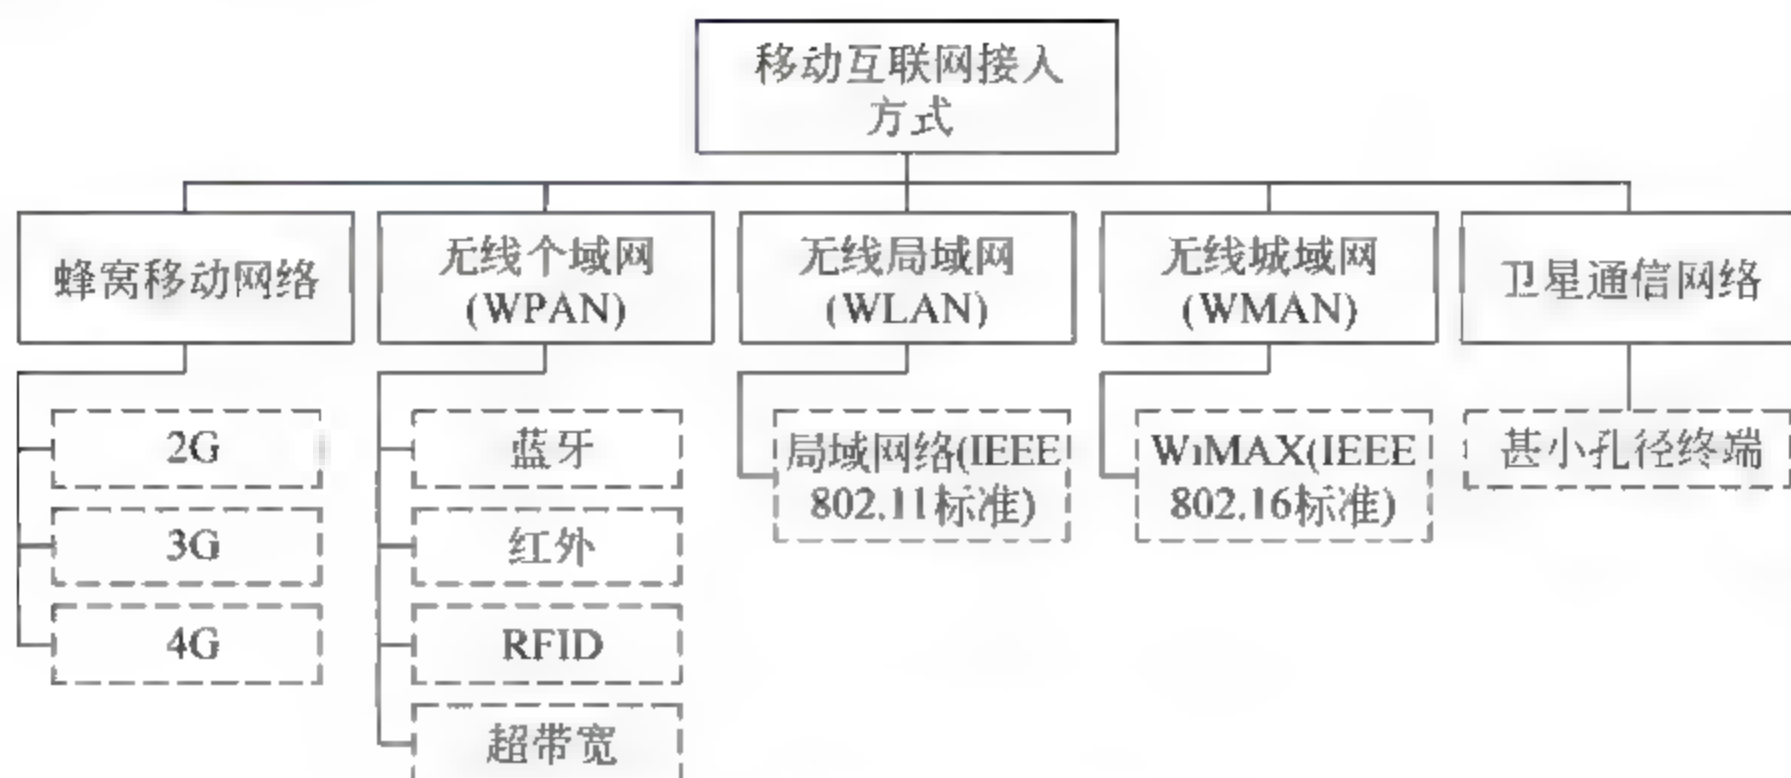 移动互联网接入
方式
蜂窝移动网络
无线个域网
(WPAN)
无线局域网
(WLAN)
无线城域网
(WMAN)
卫星通信网络
2G
3G
4G
蓝牙
红外
RFID
超带宽
局域网络(IEEE
802.11标准)
WiMAX(IEEE
802.16标准)
甚小孔径终端